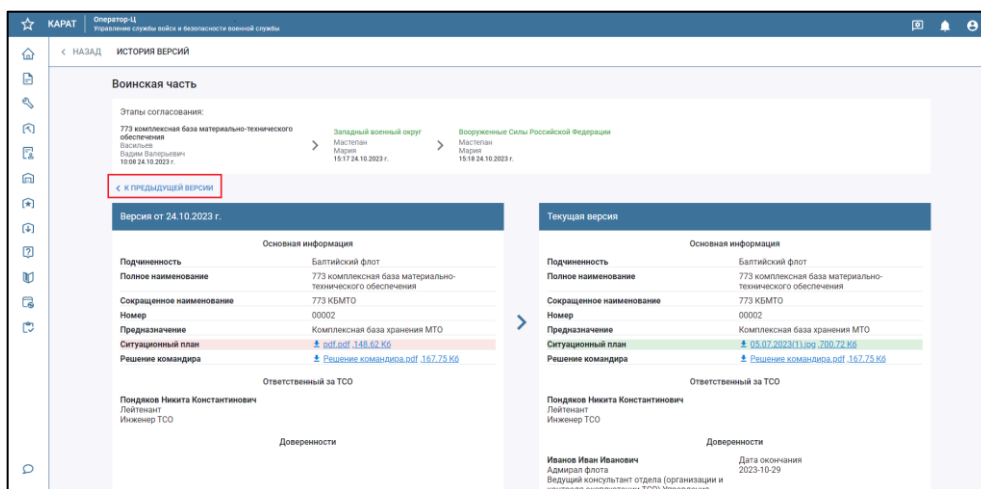 КАРАТ
Оператор-Ц
Управление службы войск и безопасности военной службы
НАЗАД
ИСТОРИЯ ВЕРСИЙ
Воинская часть
Этапы согласования:
773 комплексная база материально-технического
обеспечения
Васильев
Вадим Валерьевич
10:08 24.10.2023 г.
Западный военный округ
Мастепан
Мария
15:17 24.10.2023 г.
Вооруженные Силы Российской Федерации
Мастепан
Мария
15:18 24.10.2023 г.
К ПРЕДЫДУЩЕЙ ВЕРСИИ
Версия от 24.10.2023 г.
Основная информация
Подчиненность Балтийский флот
Полное наименование 773 комплексная база материально-
технического обеспечения
Сокращенное наименование 773 КБМТО
Номер 00002
Предназначение Комплексная база хранения МТО
Ситуационный план pdf.pdf ,148.62 Кб
Решение командира Решение командира.pdf ,167.75 Кб
Ответственный за ТСО
Пондяков Никита Константинович
Лейтенант
Инженер ТСО
Доверенности
Текущая версия
Основная информация
Подчиненность Балтийский флот
Полное наименование 773 комплексная база материально-
технического обеспечения
Сокращенное наименование 773 КБМТО
Номер 00002
Предназначение Комплексная база хранения МТО
Ситуационный план 05.07.2023(1).jpg ,700.72 Кб
Решение командира Решение командира.pdf ,167.75 Кб
Ответственный за ТСО
Пондяков Никита Константинович
Лейтенант
Инженер ТСО
Доверенности
Иванов Иван Иванович Дата окончания
Адмирал флота 2023-10-29
Ведущий консультант отдела (организации и
контроля эксплуатации ТСО) Управления